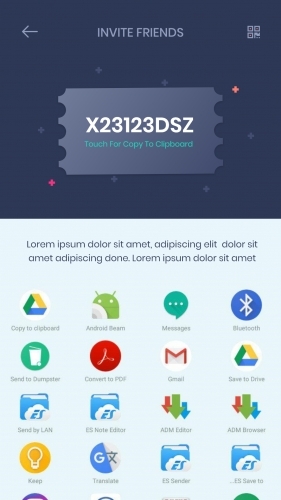 INVITE FRIENDS
X23123DSZ
Touch For Copy To Clipboard
Lorem ipsum dolor sit amet, adipiscing elit dolor sit
amet adipiscing done. Lorem ipsum dolor sit amet
Copy to clipboard
Android Beam
Messages
Bluetooth
Send to Dumpster
Convert to PDF
Gmail
Save to Drive
Send by LAN
ES Note Editor
ADM Editor
ADM Browser
Keep
Translate
ES Sender
...ES Save to